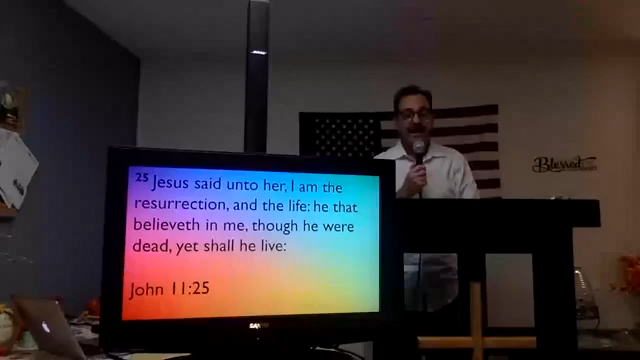 25 Jesus said unto her, I am the
resurrection, and the life: he that
believeth in me, though he were
dead, yet shall he live:
John 11:25
SANYO
Blessed